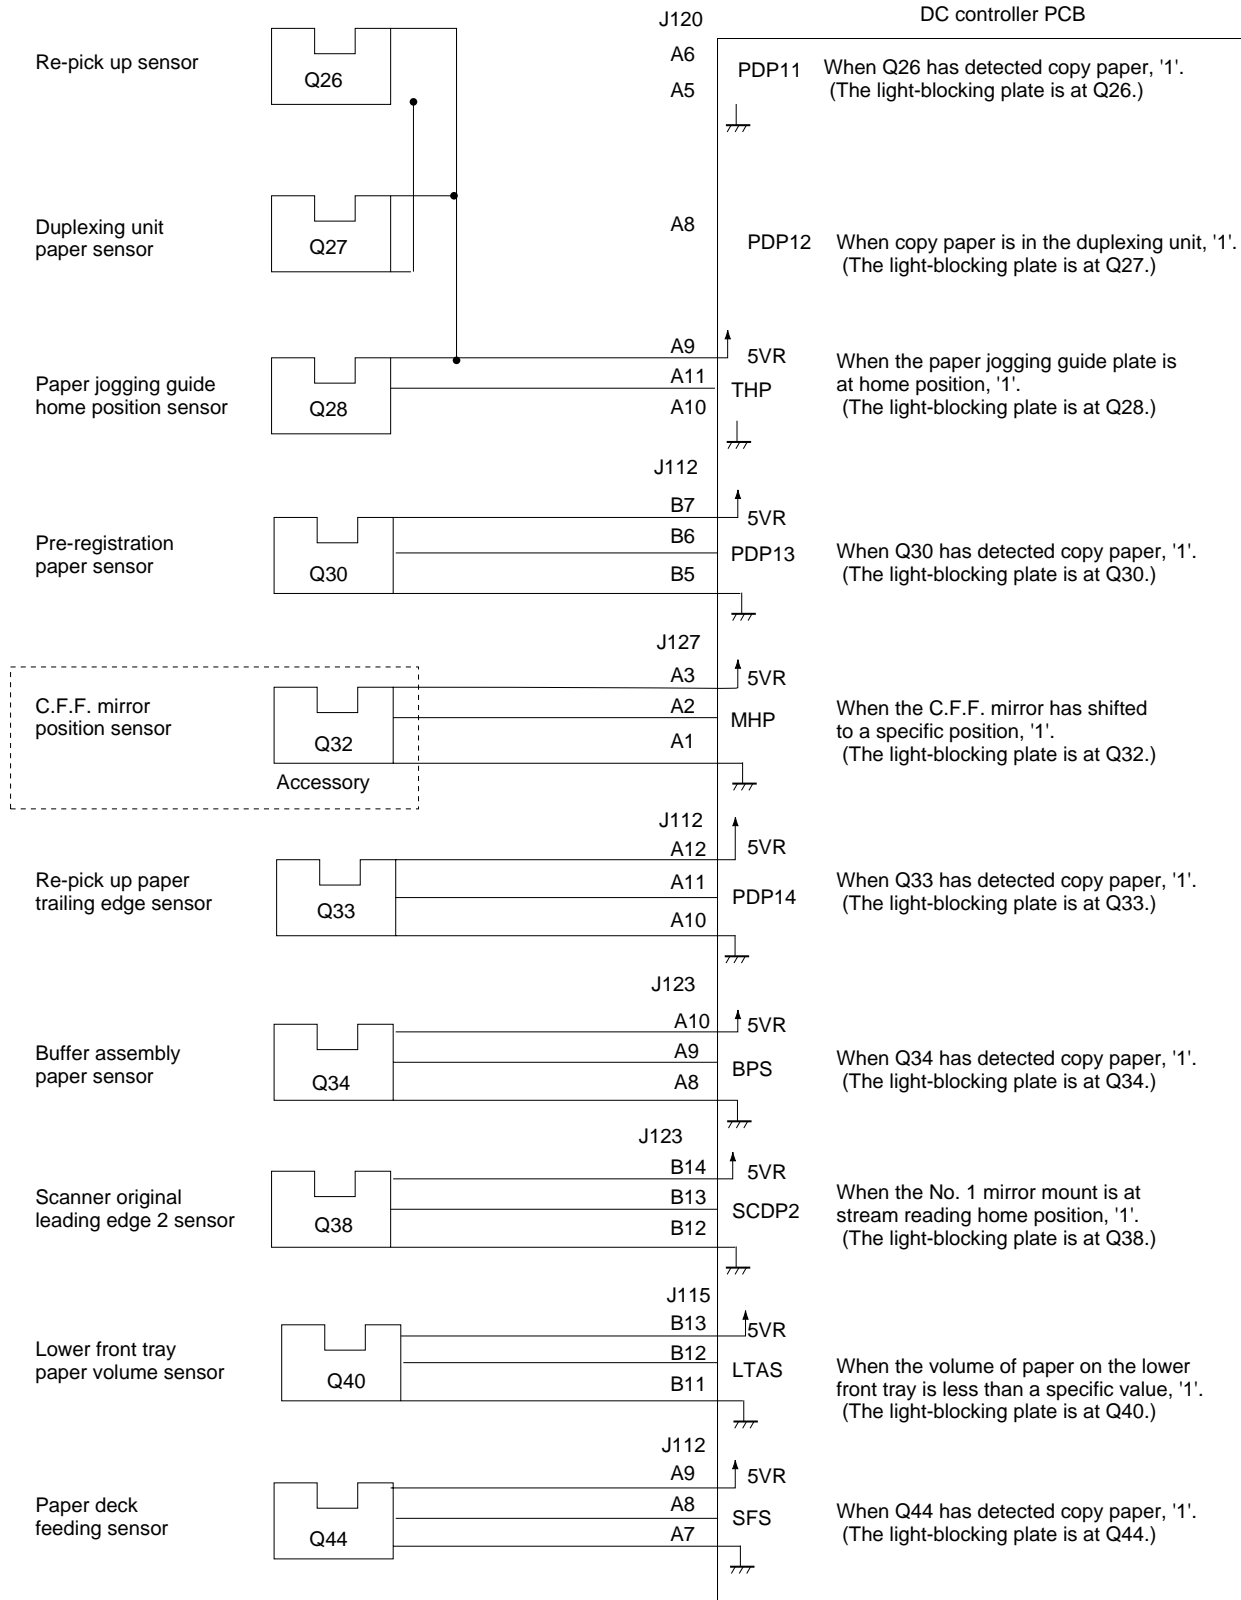 DC controller PCB
J120
Re-pick up sensor
Q26
A6
A5
PDP11
When Q26 has detected copy paper, '1'.
(The light-blocking plate is at Q26.)
Duplexing unit
paper sensor
Q27
A8
PDP12
When copy paper is in the duplexing unit, '1'.
(The light-blocking plate is at Q27.)
Paper jogging guide
home position sensor
Q28
A9
A11
A10
5VR
THP
When the paper jogging guide plate is
at home position, '1'.
(The light-blocking plate is at Q28.)
J112
Pre-registration
paper sensor
Q30
B7
B6
B5
5VR
PDP13
When Q30 has detected copy paper, '1'.
(The light-blocking plate is at Q30.)
J127
C.F.F. mirror
position sensor
Q32
Accessory
A3
A2
A1
5VR
MHP
When the C.F.F. mirror has shifted
to a specific position, '1'.
(The light-blocking plate is at Q32.)
J112
Re-pick up paper
trailing edge sensor
Q33
A12
A11
A10
5VR
PDP14
When Q33 has detected copy paper, '1'.
(The light-blocking plate is at Q33.)
J123
Buffer assembly
paper sensor
Q34
A10
A9
A8
5VR
BPS
When Q34 has detected copy paper, '1'.
(The light-blocking plate is at Q34.)
J123
Scanner original
leading edge 2 sensor
Q38
B14
B13
B12
5VR
SCDP2
When the No. 1 mirror mount is at
stream reading home position, '1'.
(The light-blocking plate is at Q38.)
J115
Lower front tray
paper volume sensor
Q40
B13
B12
B11
5VR
LTAS
When the volume of paper on the lower
front tray is less than a specific value, '1'.
(The light-blocking plate is at Q40.)
J112
Paper deck
feeding sensor
Q44
A9
A8
A7
5VR
SFS
When Q44 has detected copy paper, '1'.
(The light-blocking plate is at Q44.)